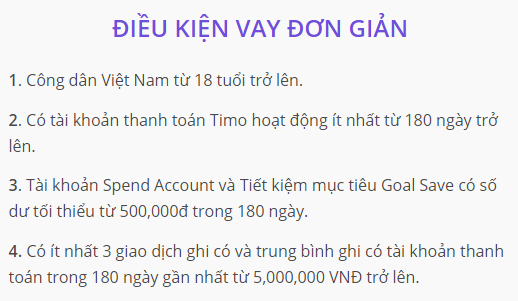 ĐIỀU KIỆN VAY ĐƠN GIẢN
1. Công dân Việt Nam từ 18 tuổi trở lên.
2. Có tài khoản thanh toán Timo hoạt động ít nhất từ 180 ngày trở
lên.
3. Tài khoản Spend Account và Tiết kiệm mục tiêu Goal Save có số
dư tối thiểu từ 500,000đ trong 180 ngày.
4. Có ít nhất 3 giao dịch ghi có và trung bình ghi có tài khoản thanh
toán trong 180 ngày gần nhất từ 5,000,000 VNĐ trở lên.